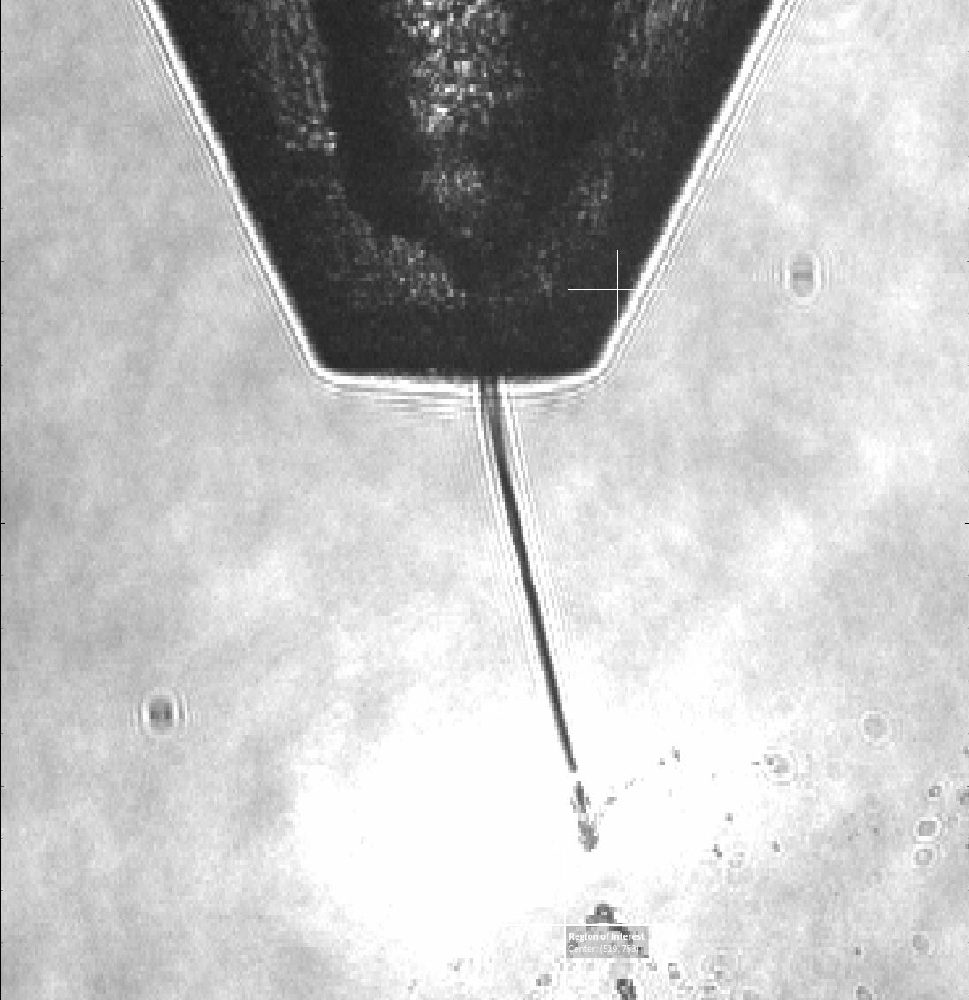 Region of Interest
Center: (519, 753)